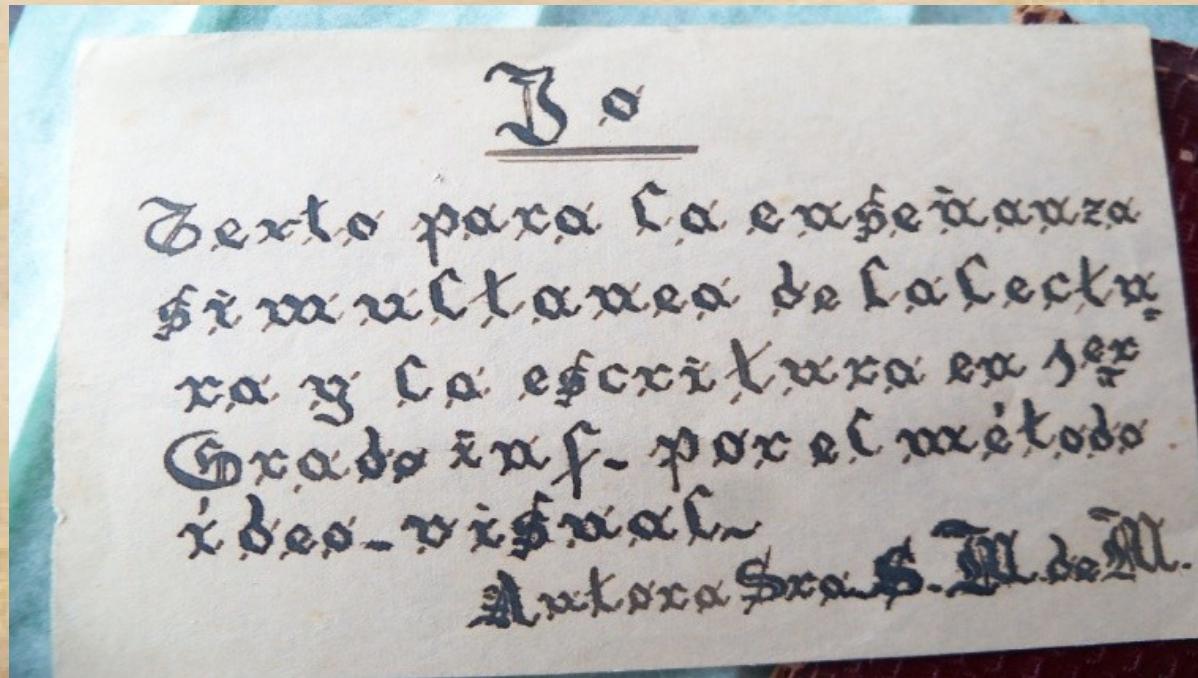 Yo
Texto para la enseñanza
simultanea de la lectu=
ra y la escritura en 1er
Grado inf- por el método
ideo-visual-
Autora Sra. S. M. de M.